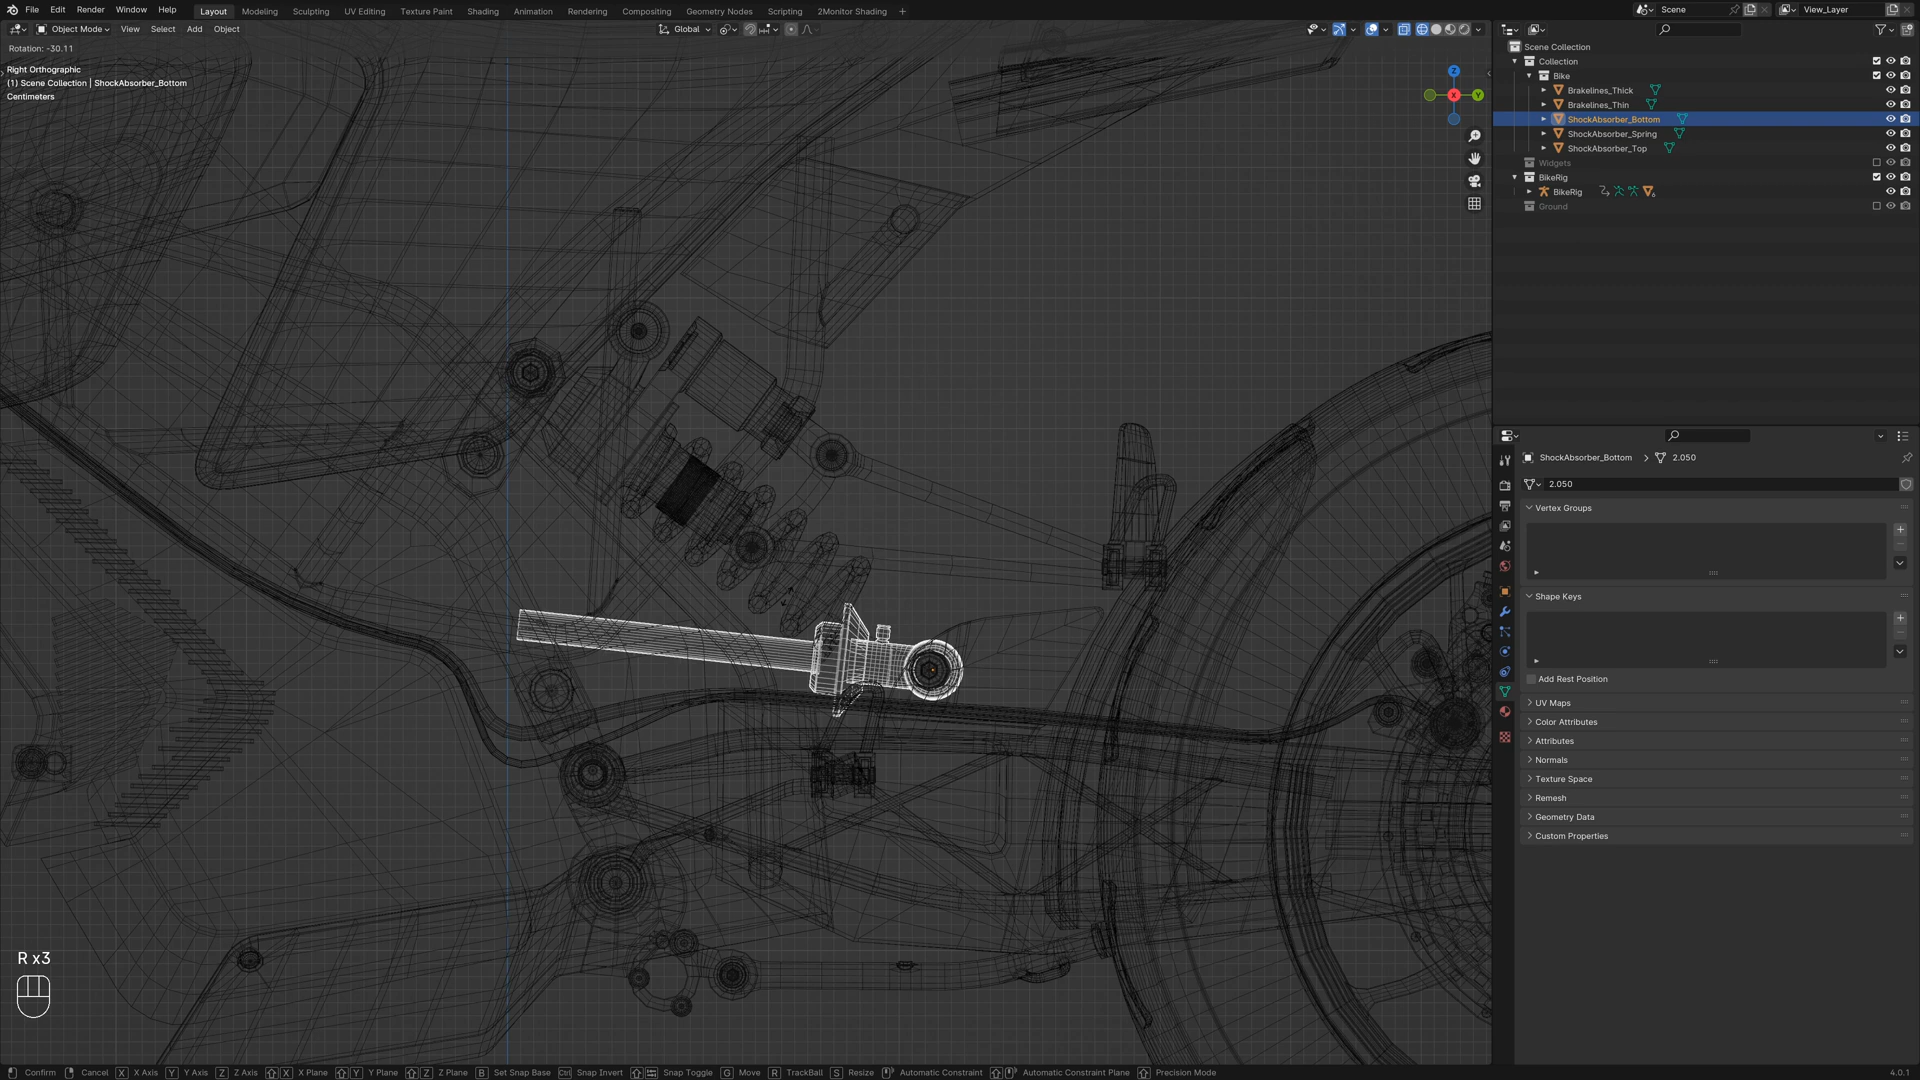 File Edit Render Window Help
Layout Modeling Sculpting UV Editing Texture Paint Shading Animation Rendering Compositing Geometry Nodes Scripting 2Monitor Shading +
Scene
View_Layer
Object Mode View Select Add Object
Global
Rotation: -30.11
Right Orthographic
(1) Scene Collection | ShockAbsorber_Bottom
Centimeters
Z
X
Y
Scene Collection
Collection
Bike
Brakelines_Thick
Brakelines_Thin
ShockAbsorber_Bottom
ShockAbsorber_Spring
ShockAbsorber_Top
Widgets
BikeRig
BikeRig
Ground
ShockAbsorber_Bottom > 2.050
2.050
Vertex Groups
Shape Keys
Add Rest Position
UV Maps
Color Attributes
Attributes
Normals
Texture Space
Remesh
Geometry Data
Custom Properties
R x3
Confirm Cancel X X Axis Y Y Axis Z Z Axis X X Plane Y Y Plane Z Z Plane B Set Snap Base Ctrl Snap Invert Snap Toggle G Move R TrackBall S Resize Automatic Constraint Automatic Constraint Plane Precision Mode
4.0.1